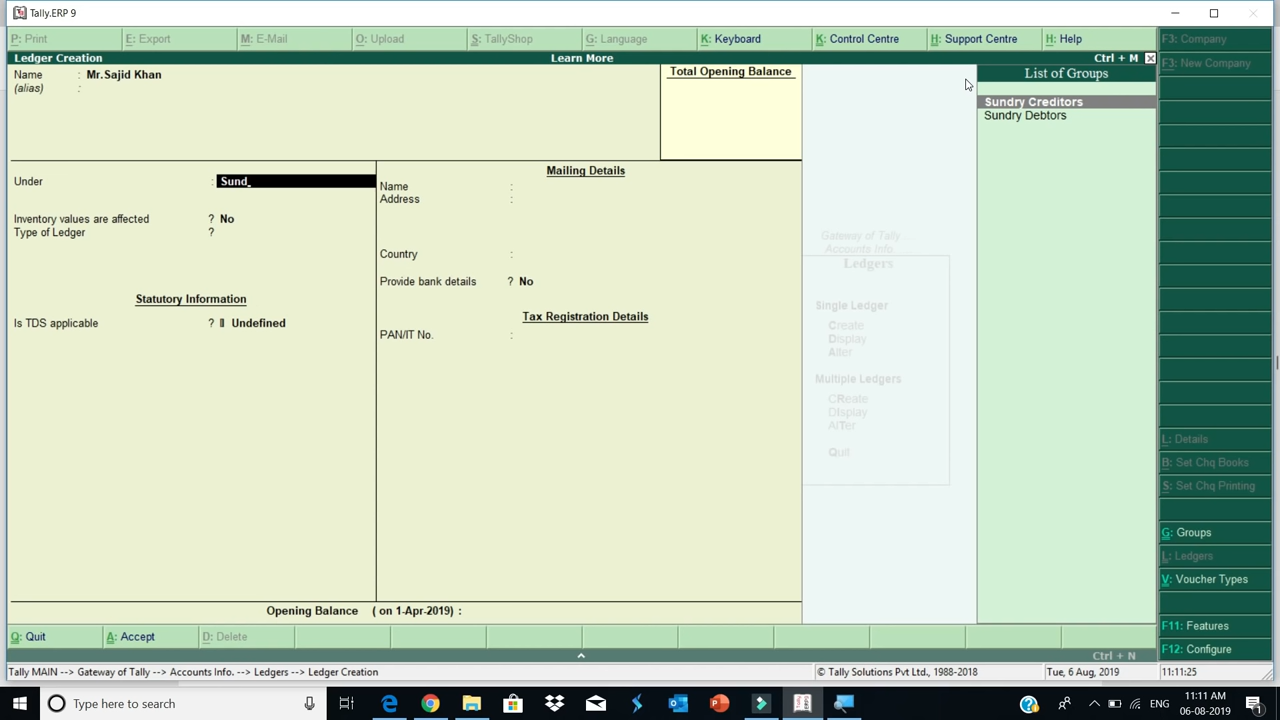 Tally.ERP 9
P: Print
E: Export
M: E-Mail
O: Upload
S: TallyShop
G: Language
K: Keyboard
K: Control Centre
H: Support Centre
H: Help
F3: Company
F3: New Company
Ledger Creation
Learn More
Ctrl + M
Name : Mr.Sajid Khan
(alias) :
Total Opening Balance
List of Groups
Sundry Creditors
Sundry Debtors
Under : Sund_
Inventory values are affected ? No
Type of Ledger ?
Statutory Information
Is TDS applicable ? Undefined
Mailing Details
Name :
Address :
Country :
Provide bank details ? No
Tax Registration Details
PAN/IT No. :
Gateway of Tally ...
Accounts Info.
Ledgers
Single Ledger
Create
Display
Alter
Multiple Ledgers
CReate
DIsplay
AlTer
Quit
Opening Balance ( on 1-Apr-2019) :
L: Details
B: Set Chq Books
S: Set Chq Printing
G: Groups
L: Ledgers
V: Voucher Types
F11: Features
F12: Configure
Q: Quit
A: Accept
D: Delete
Ctrl + N
Tally MAIN --> Gateway of Tally --> Accounts Info. --> Ledgers --> Ledger Creation
© Tally Solutions Pvt Ltd., 1988-2018
Tue, 6 Aug, 2019
11:11:25
Type here to search
ENG
11:11 AM
06-08-2019